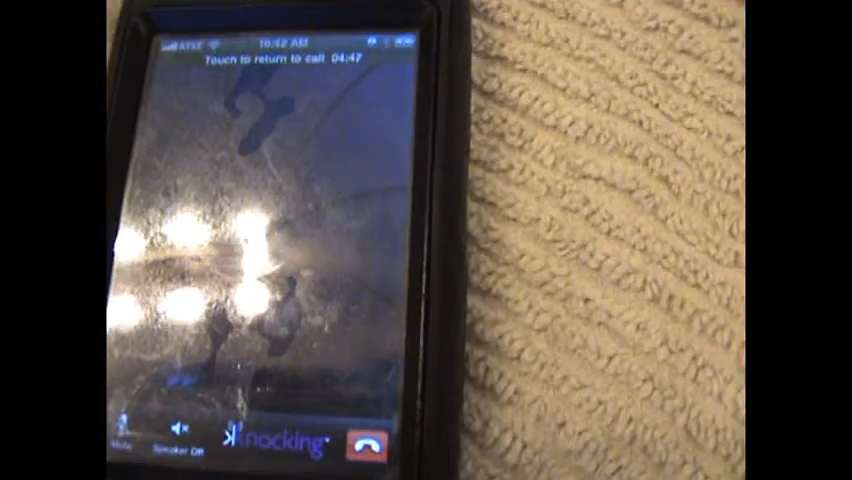 AT&T 10:42 AM
Touch to return to call 04:47
Mute
Speaker Off
knocking